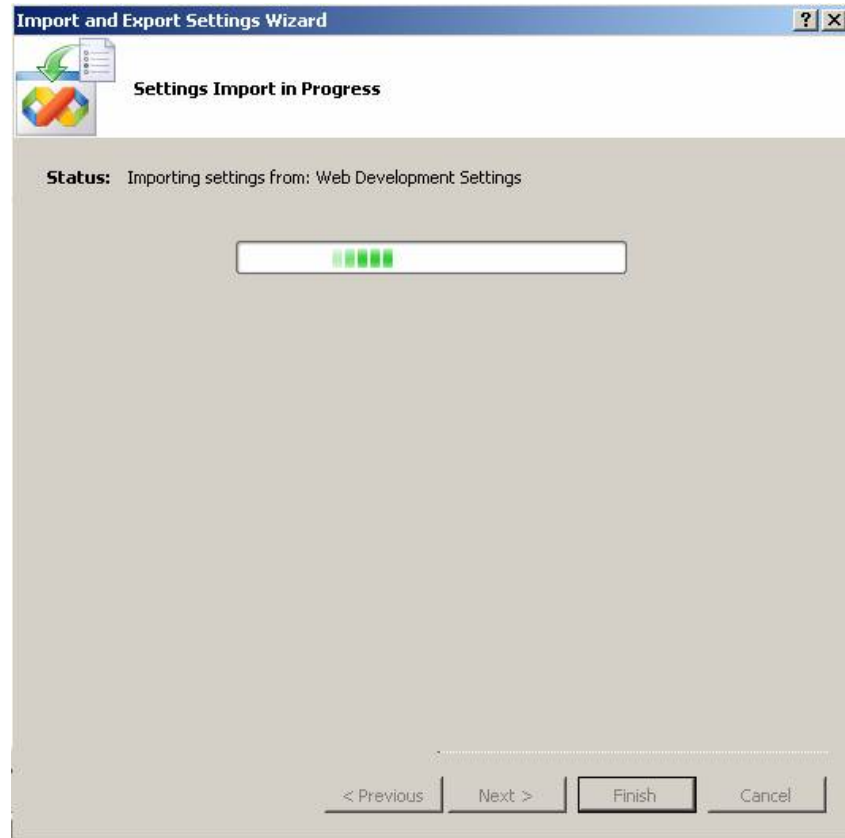 Import and Export Settings Wizard
Settings Import in Progress
Status: Importing settings from: Web Development Settings
< Previous Next > Finish Cancel